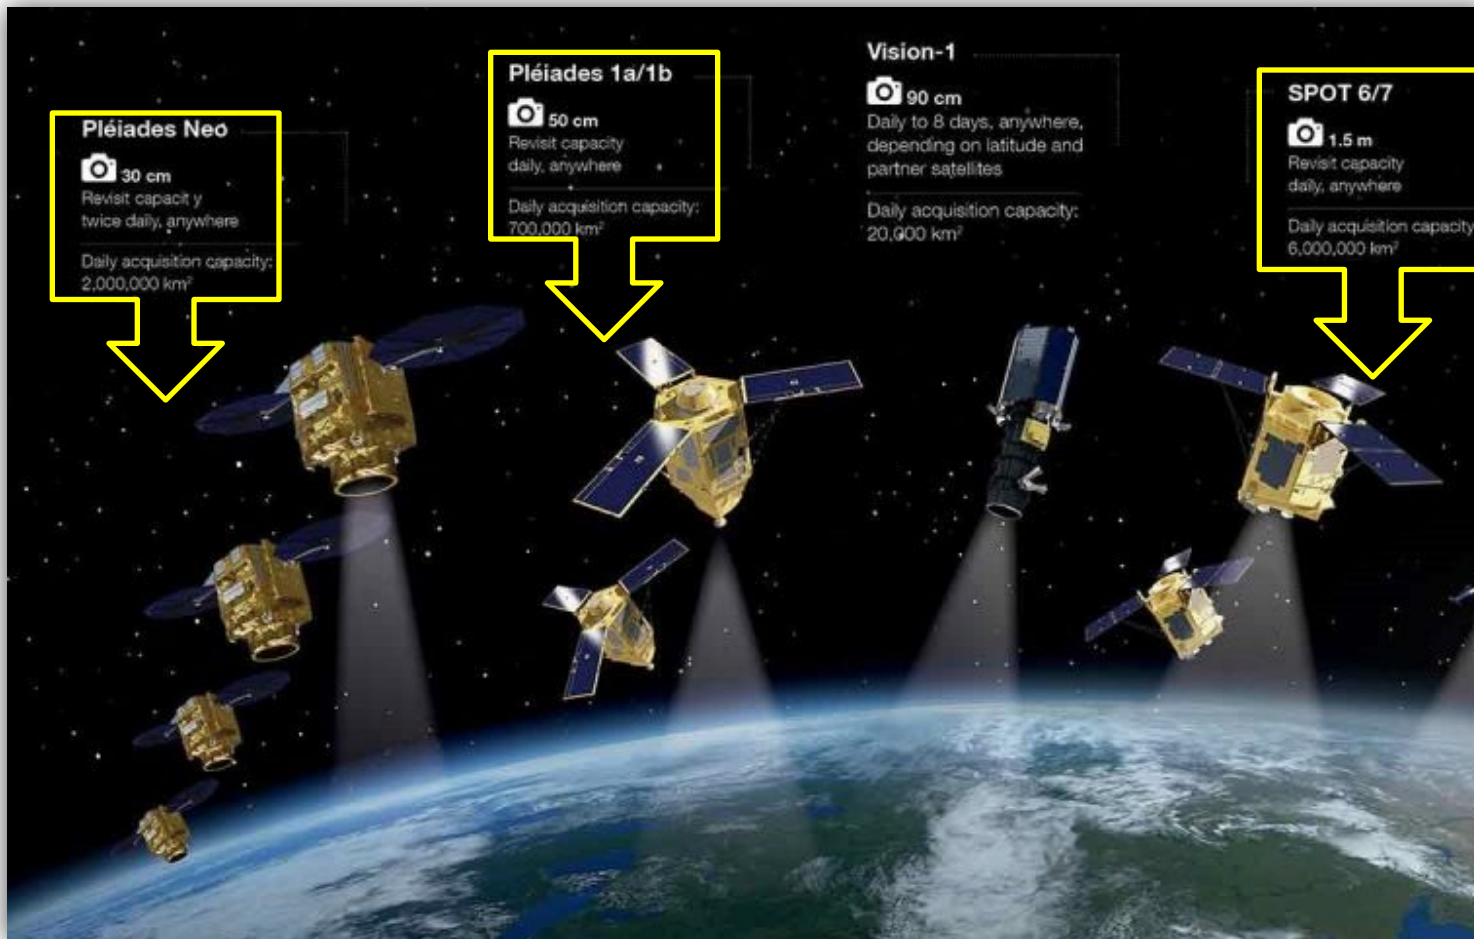 Pléiades Neo
30 cm
Revisit capacit y
twice daily, anywhere
Daily acquisition capacity:
2,000,000 km²
Pléiades 1a/1b
50 cm
Revisit capacity
daily, anywhere
Daily acquisition capacity:
700,000 km²
Vision-1
90 cm
Daily to 8 days, anywhere,
depending on latitude and
partner satellites
Daily acquisition capacity:
20,000 km²
SPOT 6/7
1.5 m
Revisit capacity
daily, anywhere
Daily acquisition capacity
6,000,000 km²